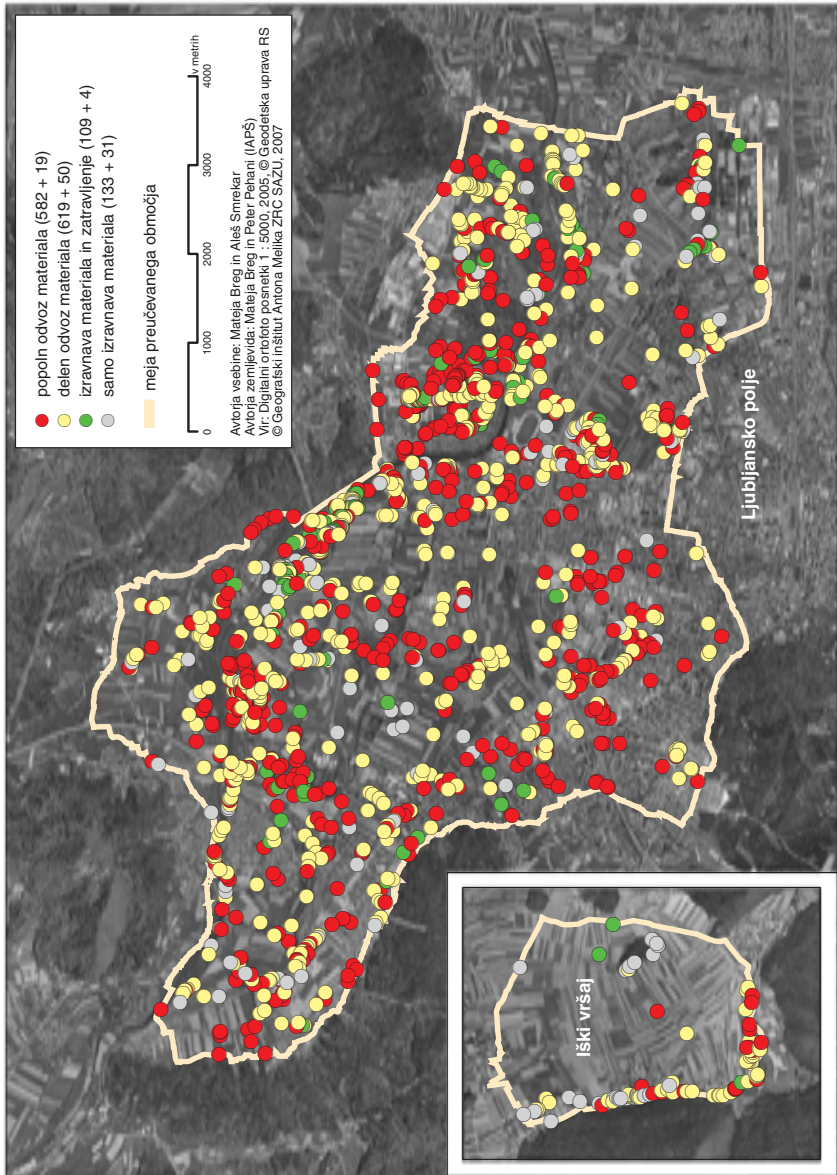 popoln odvoz materiala (582 + 19)
delen odvoz materiala (619 + 50)
izravnava materiala in zatravljenje (109 + 4)
samo izravnava materiala (133 + 31)
meja preučevanega območja
0 1000 2000 3000 4000
v metrih
Avtorja vsebine: Mateja Breg in Aleš Smrekar
Avtorja zemljevida: Mateja Breg in Peter Pehani (IAPŠ)
Vir: Digitalni ortofoto posnetki 1 : 5000, 2005, © Geodetska uprava RS
© Geografski inštitut Antona Melika ZRC SAZU, 2007
Ljubljansko polje
Iški vršaj